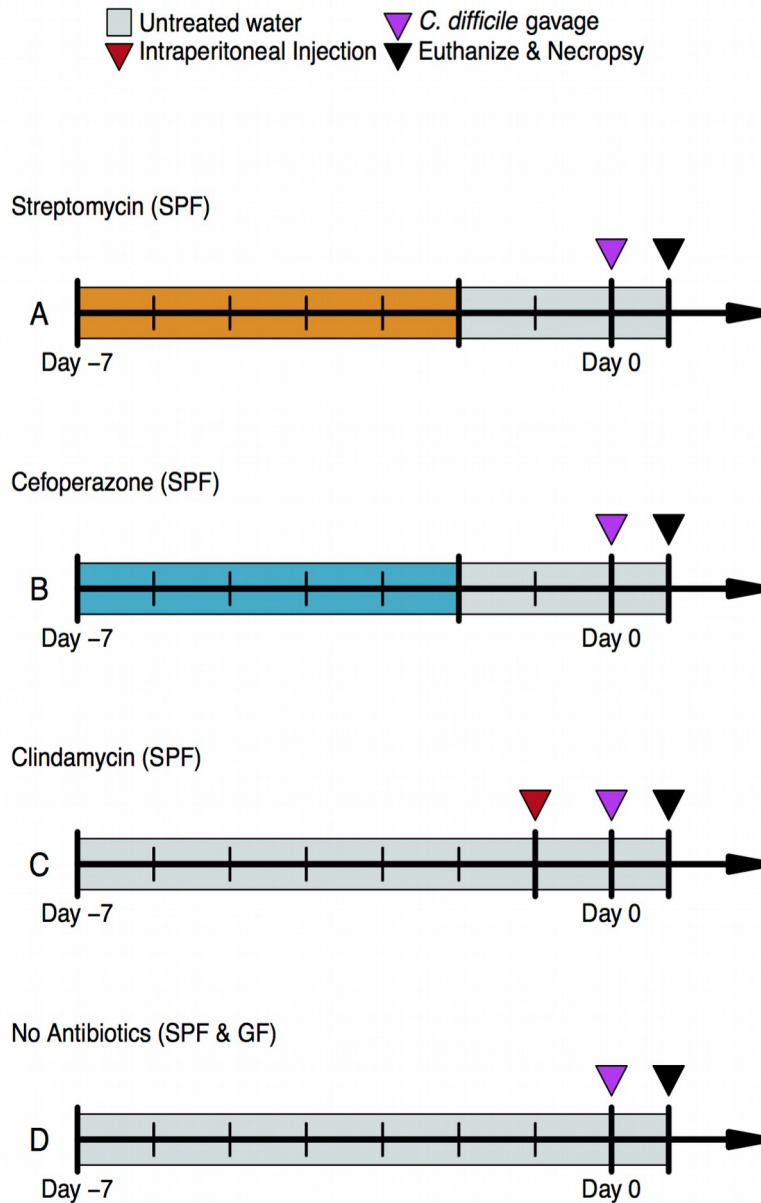 Untreated water
C. difficile gavage
Intraperitoneal Injection
Euthanize & Necropsy
Streptomycin (SPF)
A
Day −7
Day 0
Cefoperazone (SPF)
B
Day −7
Day 0
Clindamycin (SPF)
C
Day −7
Day 0
No Antibiotics (SPF & GF)
D
Day −7
Day 0